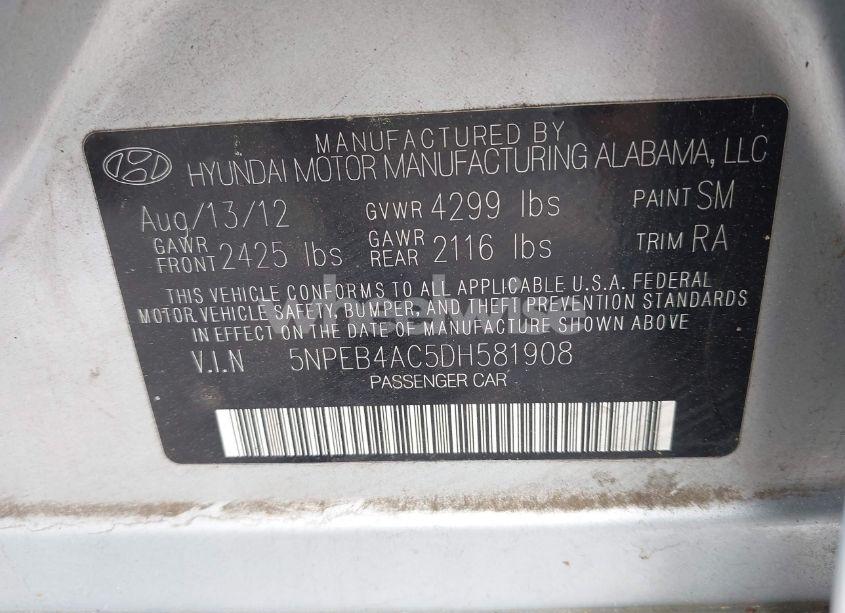 MANUFACTURED BY
HYUNDAI MOTOR MANUFACTURING ALABAMA, LLC
Aug/13/12 GVWR 4299 lbs PAINT SM
GAWR FRONT 2425 lbs GAWR REAR 2116 lbs TRIM RA
THIS VEHICLE CONFORMS TO ALL APPLICABLE U.S.A. FEDERAL
MOTOR VEHICLE SAFETY, BUMPER, AND THEFT PREVENTION STANDARDS
IN EFFECT ON THE DATE OF MANUFACTURE SHOWN ABOVE
V.I.N 5NPEB4AC5DH581908
PASSENGER CAR